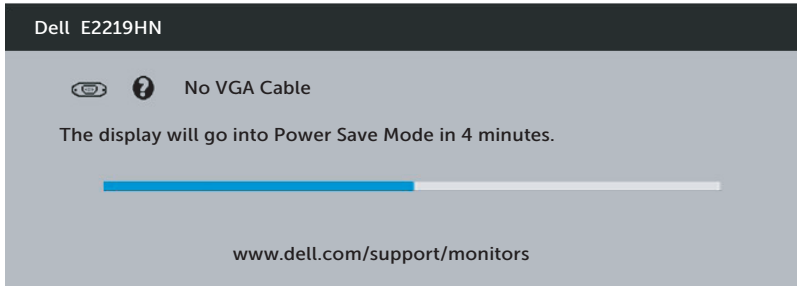 Dell E2219HN
No VGA Cable
The display will go into Power Save Mode in 4 minutes.
www.dell.com/support/monitors